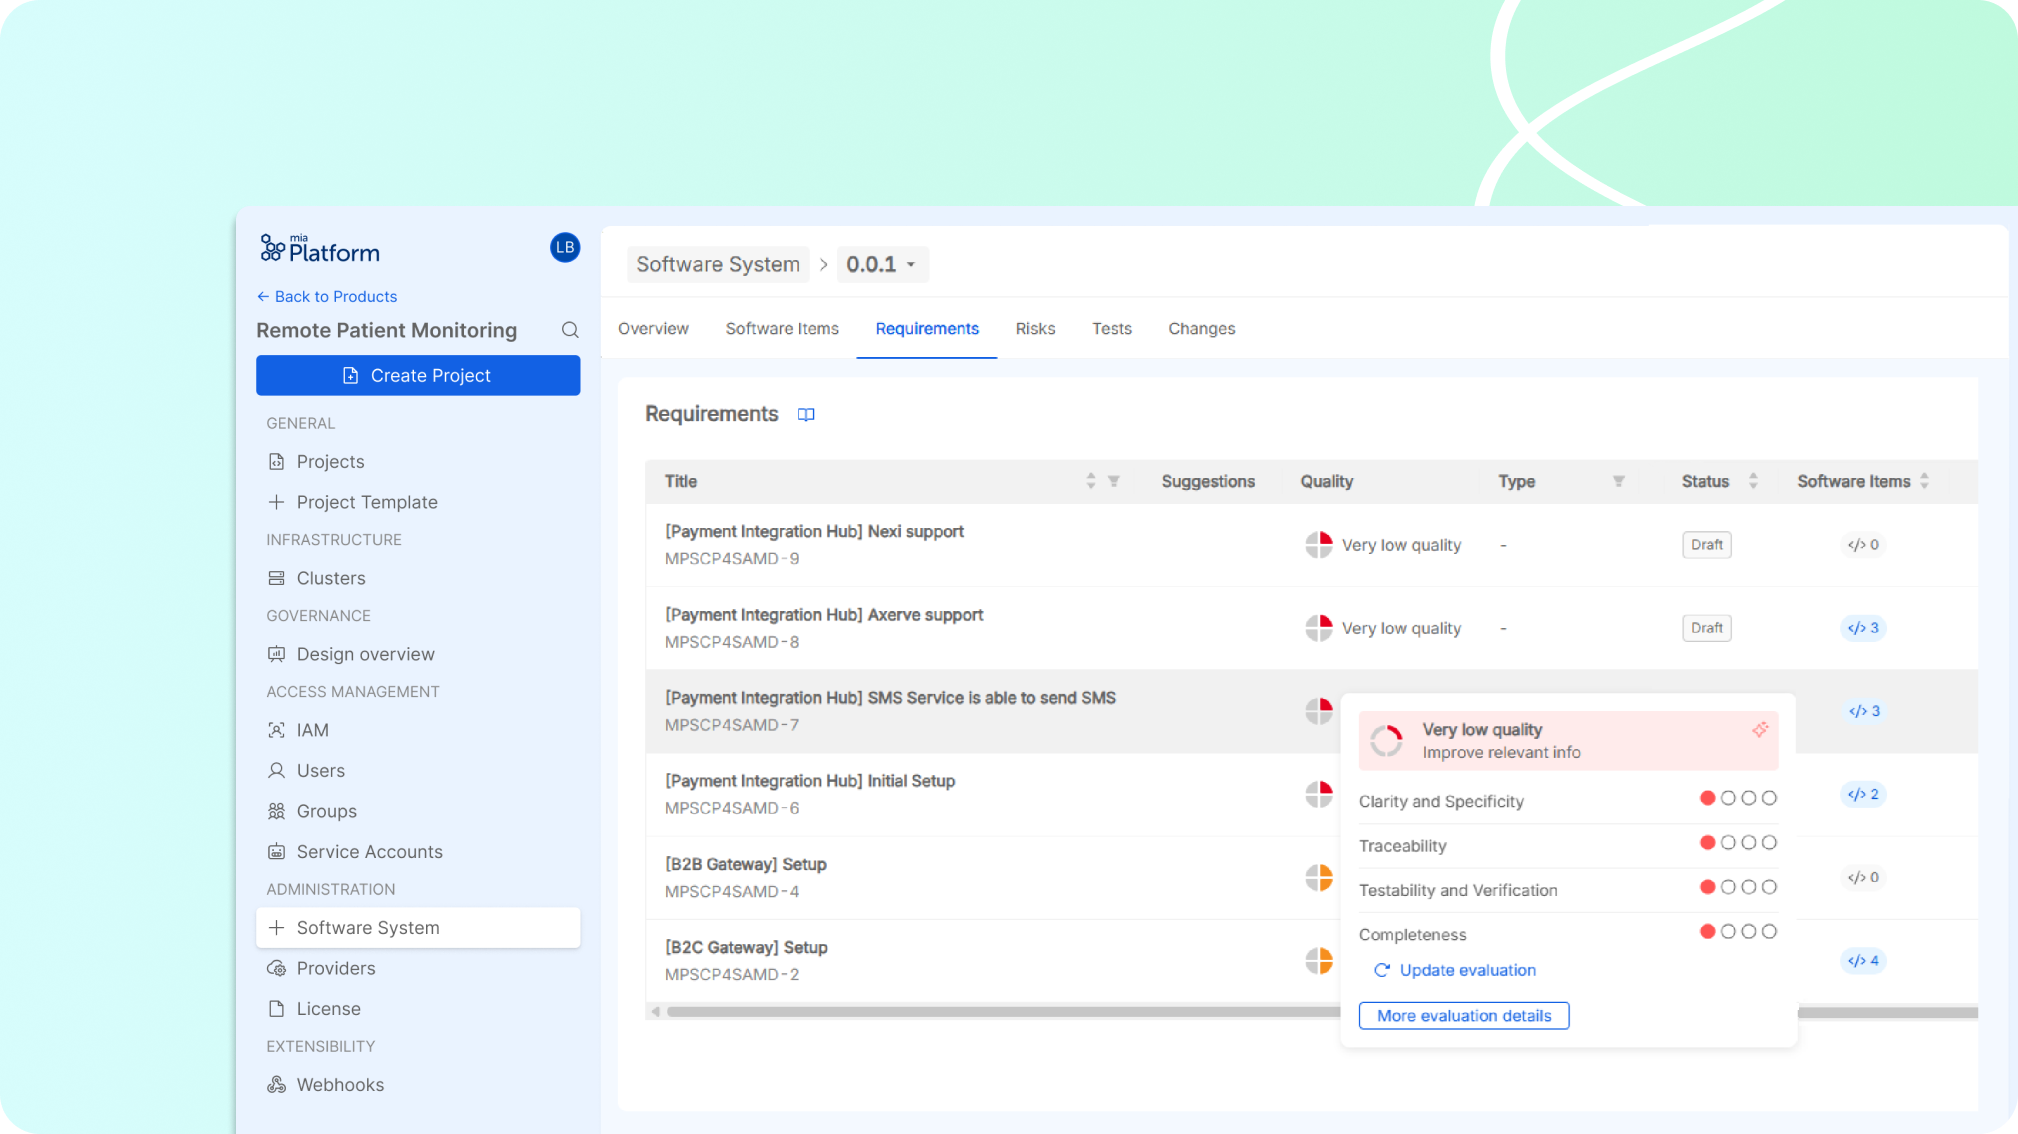 mia
Platform
LB
← Back to Products
Remote Patient Monitoring
Create Project
GENERAL
Projects
Project Template
INFRASTRUCTURE
Clusters
GOVERNANCE
Design overview
ACCESS MANAGEMENT
IAM
Users
Groups
Service Accounts
ADMINISTRATION
Software System
Providers
License
EXTENSIBILITY
Webhooks
Software System > 0.0.1
Overview Software Items Requirements Risks Tests Changes
Requirements
Title Suggestions Quality Type Status Software Items
[Payment Integration Hub] Nexi support
MPSCP4SAMD-9
Very low quality - Draft </> 0
[Payment Integration Hub] Axerve support
MPSCP4SAMD-8
Very low quality - Draft </> 3
[Payment Integration Hub] SMS Service is able to send SMS
MPSCP4SAMD-7
</> 3
[Payment Integration Hub] Initial Setup
MPSCP4SAMD-6
</> 2
[B2B Gateway] Setup
MPSCP4SAMD-4
</> 0
[B2C Gateway] Setup
MPSCP4SAMD-2
</> 4
Very low quality
Improve relevant info
Clarity and Specificity
Traceability
Testability and Verification
Completeness
Update evaluation
More evaluation details